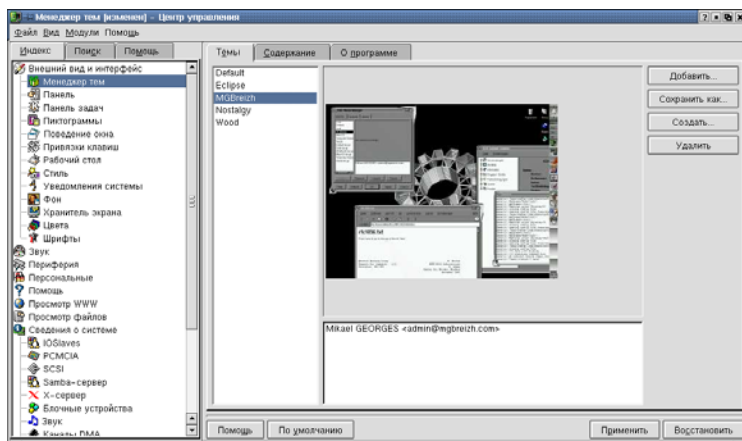 Менеджер тем [изменен] - Центр управления
Файл Вид Модули Помощь
Индекс Поиск Помощь
Внешний вид и интерфейс
Менеджер тем
Панель
Панель задач
Пиктограммы
Поведение окна
Привязки клавиш
Рабочий стол
Стиль
Уведомления системы
Фон
Хранитель экрана
Цвета
Шрифты
Звук
Периферия
Персональные
Помощь
Просмотр WWW
Просмотр файлов
Сведения о системе
IOSlaves
PCMCIA
SCSI
Samba-сервер
X-сервер
Блочные устройства
Звук
Каналы DMA
Темы Содержание О программе
Default
Eclipse
MGBreizh
Nostalgy
Wood
Mikael GEORGES <admin@mgbreizh.com>
Добавить...
Сохранить как...
Создать...
Удалить
Помощь По умолчанию Применить Восстановить